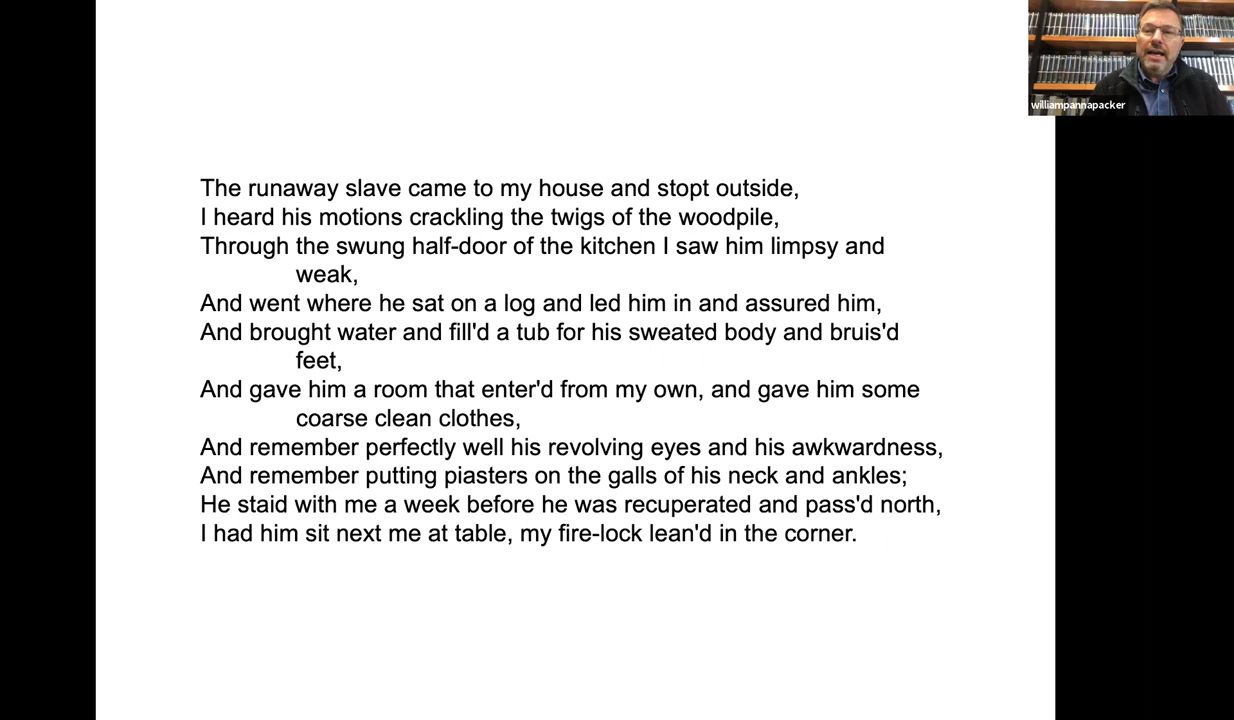 williampannapacker
The runaway slave came to my house and stopt outside,
I heard his motions crackling the twigs of the woodpile,
Through the swung half-door of the kitchen I saw him limpsy and
weak,
And went where he sat on a log and led him in and assured him,
And brought water and fill'd a tub for his sweated body and bruis'd
feet,
And gave him a room that enter'd from my own, and gave him some
coarse clean clothes,
And remember perfectly well his revolving eyes and his awkwardness,
And remember putting piasters on the galls of his neck and ankles;
He staid with me a week before he was recuperated and pass'd north,
I had him sit next me at table, my fire-lock lean'd in the corner.